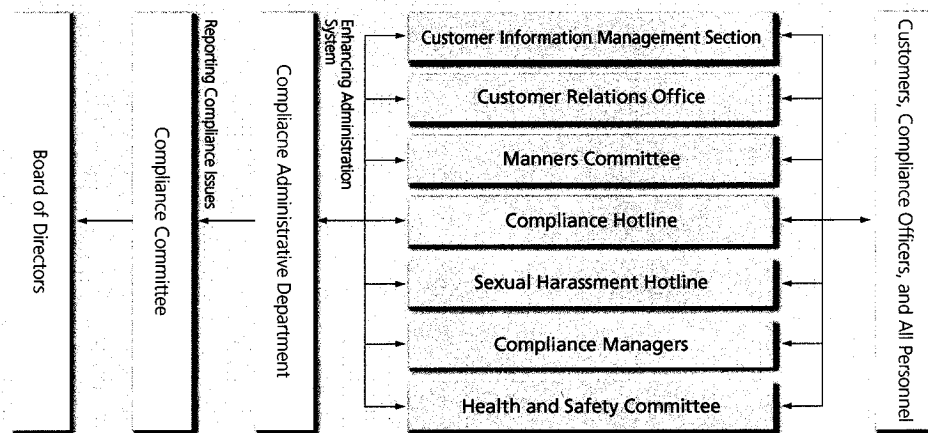 Board of Directors
Compliance Committee
Reporting Compliance Issues
Compliacne Administrative Department
Enhancing Administration
System
Customer Information Management Section
Customer Relations Office
Manners Committee
Compliance Hotline
Sexual Harassment Hotline
Compliance Managers
Health and Safety Committee
Customers, Compliance Officers, and All Personnel